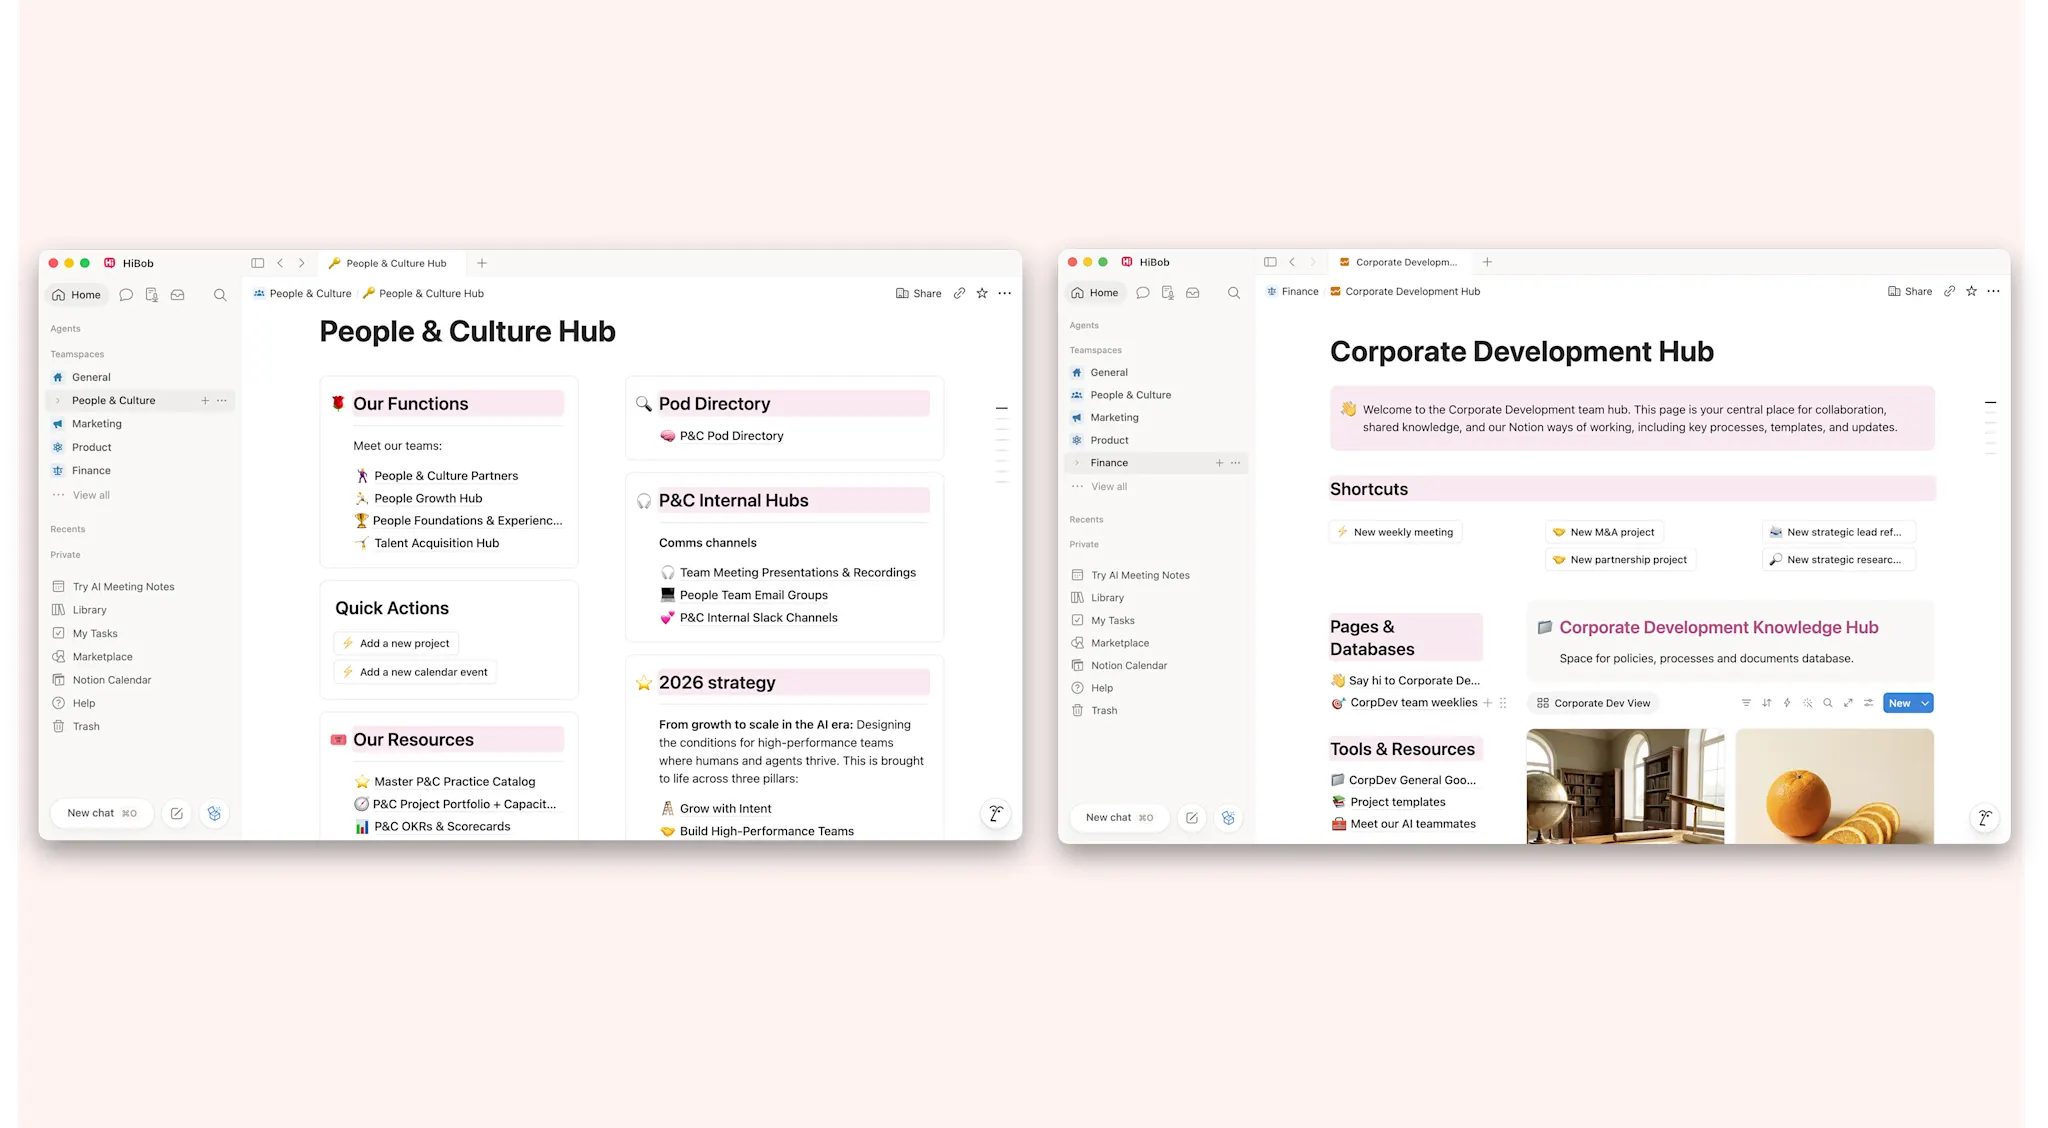 HiBob
People & Culture Hub
Home
People & Culture
People & Culture Hub
Share
Agents
Teamspaces
General
People & Culture
Marketing
Product
Finance
View all
Recents
Private
Try AI Meeting Notes
Library
My Tasks
Marketplace
Notion Calendar
Help
Trash
New chat ⌘O
People & Culture Hub
Our Functions
Meet our teams:
People & Culture Partners
People Growth Hub
People Foundations & Experienc...
Talent Acquisition Hub
Quick Actions
Add a new project
Add a new calendar event
Our Resources
Master P&C Practice Catalog
P&C Project Portfolio + Capacit...
P&C OKRs & Scorecards
Pod Directory
P&C Pod Directory
P&C Internal Hubs
Comms channels
Team Meeting Presentations & Recordings
People Team Email Groups
P&C Internal Slack Channels
2026 strategy
From growth to scale in the AI era: Designing
the conditions for high-performance teams
where humans and agents thrive. This is brought
to life across three pillars:
Grow with Intent
Build High-Performance Teams
HiBob
Corporate Developm...
Home
Finance
Corporate Development Hub
Share
Agents
Teamspaces
General
People & Culture
Marketing
Product
Finance
View all
Recents
Private
Try AI Meeting Notes
Library
My Tasks
Marketplace
Notion Calendar
Help
Trash
New chat ⌘O
Corporate Development Hub
Welcome to the Corporate Development team hub. This page is your central place for collaboration,
shared knowledge, and our Notion ways of working, including key processes, templates, and updates.
Shortcuts
New weekly meeting
New M&A project
New partnership project
New strategic lead ref...
New strategic researc...
Pages &
Databases
Say hi to Corporate De...
CorpDev team weeklies
Tools & Resources
CorpDev General Goo...
Project templates
Meet our AI teammates
Corporate Development Knowledge Hub
Space for policies, processes and documents database.
Corporate Dev View
New